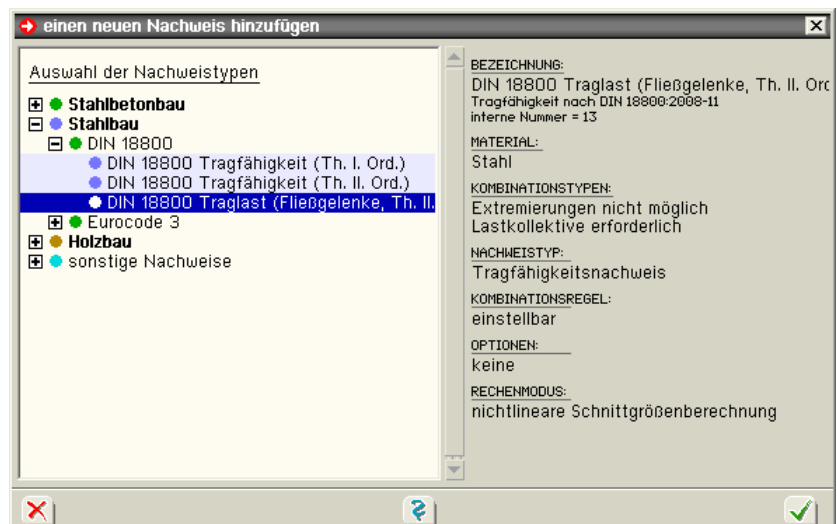 einen neuen Nachweis hinzufügen
Auswahl der Nachweistypen
Stahlbetonbau
Stahlbau
DIN 18800
DIN 18800 Tragfähigkeit (Th. I. Ord.)
DIN 18800 Tragfähigkeit (Th. II. Ord.)
DIN 18800 Traglast (Fließgelenke, Th. II.
Eurocode 3
Holzbau
sonstige Nachweise
BEZEICHNUNG:
DIN 18800 Traglast (Fließgelenke, Th. II. Orc
Tragfähigkeit nach DIN 18800:2008-11
interne Nummer = 13
MATERIAL:
Stahl
KOMBINATIONSTYPEN:
Extremierungen nicht möglich
Lastkollektive erforderlich
NACHWEISTYP:
Tragfähigkeitsnachweis
KOMBINATIONSREGEL:
einstellbar
OPTIONEN:
keine
RECHENMODUS:
nichtlineare Schnittgrößenberechnung